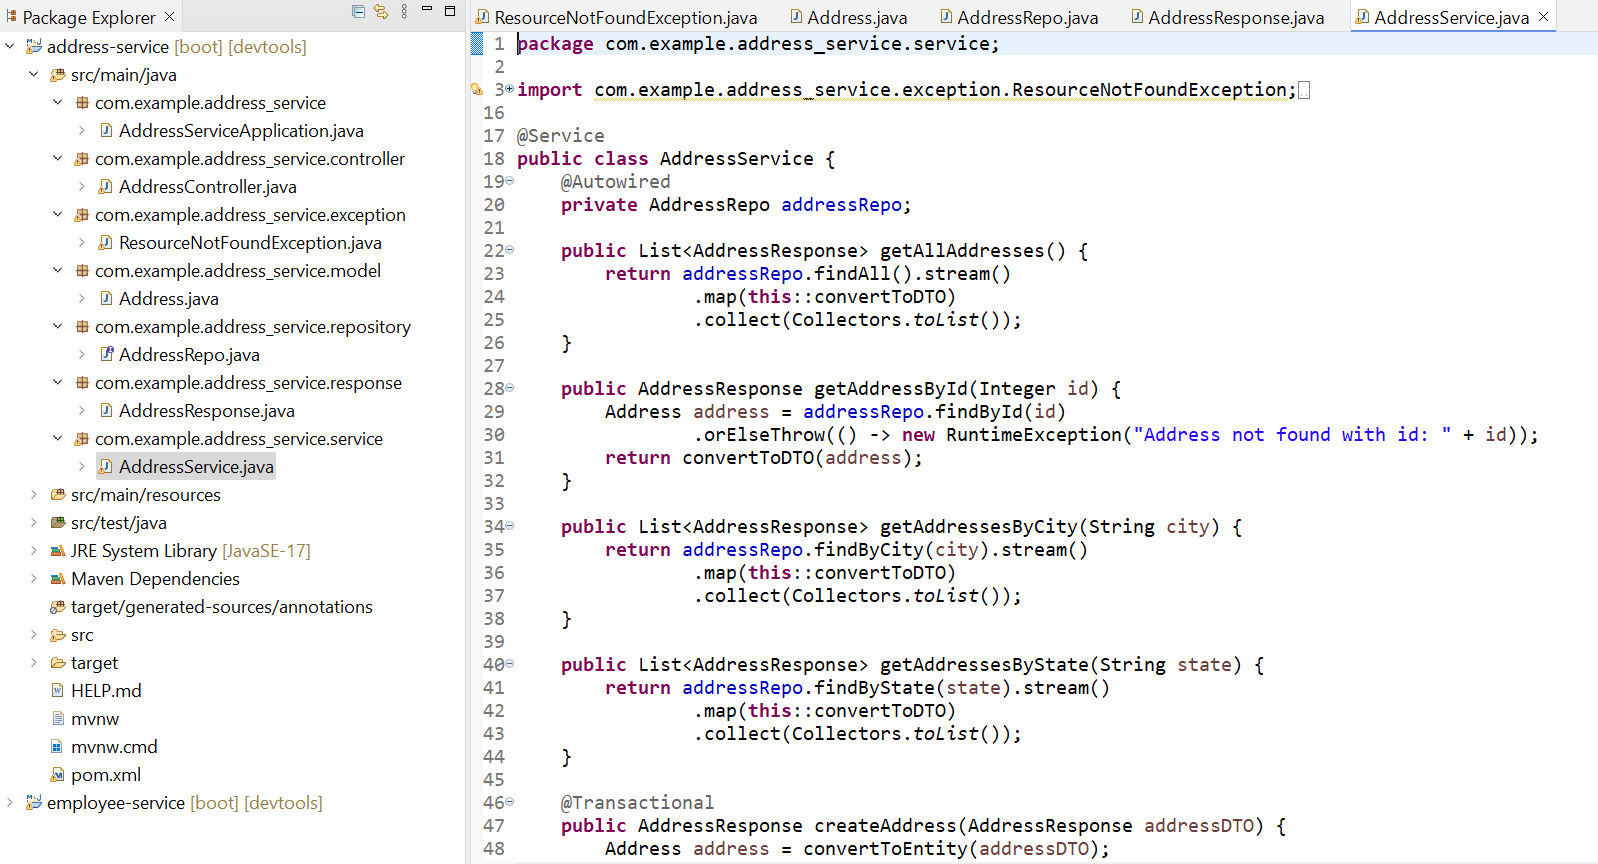 Package Explorer
address-service [boot] [devtools]
src/main/java
com.example.address_service
AddressServiceApplication.java
com.example.address_service.controller
AddressController.java
com.example.address_service.exception
ResourceNotFoundException.java
com.example.address_service.model
Address.java
com.example.address_service.repository
AddressRepo.java
com.example.address_service.response
AddressResponse.java
com.example.address_service.service
AddressService.java
src/main/resources
src/test/java
JRE System Library [JavaSE-17]
Maven Dependencies
target/generated-sources/annotations
src
target
HELP.md
mvnw
mvnw.cmd
pom.xml
employee-service [boot] [devtools]
ResourceNotFoundException.java Address.java AddressRepo.java AddressResponse.java AddressService.java
1 package com.example.address_service.service;
2
3 import com.example.address_service.exception.ResourceNotFoundException;
16
17 @Service
18 public class AddressService {
19 @Autowired
20 private AddressRepo addressRepo;
21
22 public List<AddressResponse> getAllAddresses() {
23 return addressRepo.findAll().stream()
24 .map(this::convertToDTO)
25 .collect(Collectors.toList());
26 }
27
28 public AddressResponse getAddressById(Integer id) {
29 Address address = addressRepo.findById(id)
30 .orElseThrow(() -> new RuntimeException("Address not found with id: " + id));
31 return convertToDTO(address);
32 }
33
34 public List<AddressResponse> getAddressesByCity(String city) {
35 return addressRepo.findByCity(city).stream()
36 .map(this::convertToDTO)
37 .collect(Collectors.toList());
38 }
39
40 public List<AddressResponse> getAddressesByState(String state) {
41 return addressRepo.findByState(state).stream()
42 .map(this::convertToDTO)
43 .collect(Collectors.toList());
44 }
45
46 @Transactional
47 public AddressResponse createAddress(AddressResponse addressDTO) {
48 Address address = convertToEntity(addressDTO);